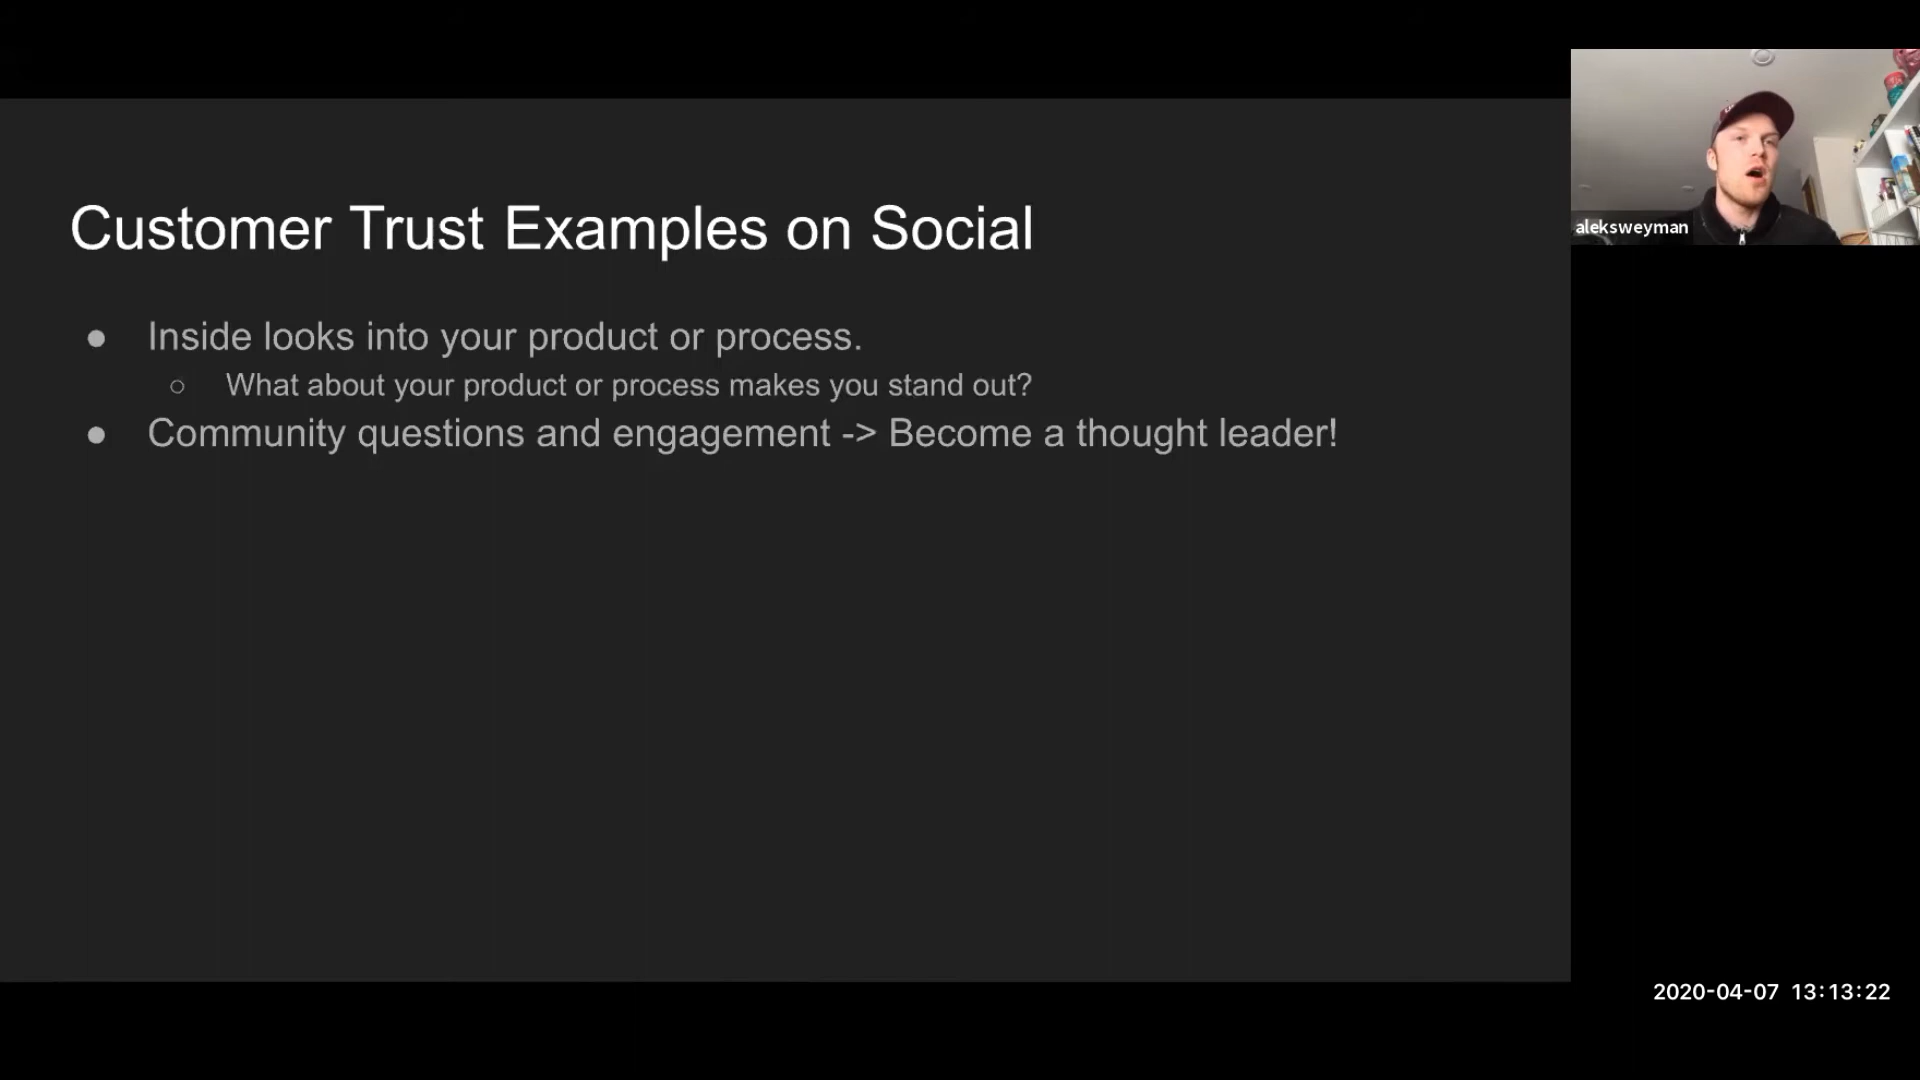 Customer Trust Examples on Social
● Inside looks into your product or process.
○ What about your product or process makes you stand out?
● Community questions and engagement -> Become a thought leader!
aleksweyman
2020-04-07 13:13:22